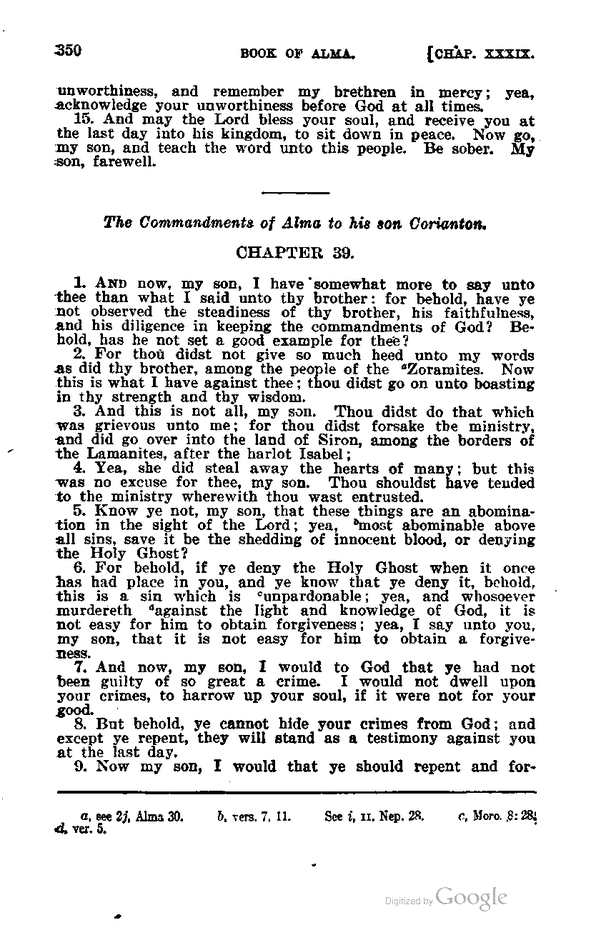 350 BOOK OF ALMA. [CHAP. XXXIX.
unworthiness, and remember my brethren in mercy; yea,
acknowledge your unworthiness before God at all times.
15. And may the Lord bless your soul, and receive you at
the last day into his kingdom, to sit down in peace. Now go,
my son, and teach the word unto this people. Be sober. My
son, farewell.
The Commandments of Alma to his son Corianton.
CHAPTER 39.
1. AND now, my son, I have somewhat more to say unto
thee than what I said unto thy brother: for behold, have ye
not observed the steadiness of thy brother, his faithfulness,
and his diligence in keeping the commandments of God? Be-
hold, has he not set a good example for thee?
2. For thou didst not give so much heed unto my words
as did thy brother, among the people of the aZoramites. Now
this is what I have against thee; thou didst go on unto boasting
in thy strength and thy wisdom.
3. And this is not all, my son. Thou didst do that which
was grievous unto me; for thou didst forsake the ministry,
and did go over into the land of Siron, among the borders of
the Lamanites, after the harlot Isabel;
4. Yea, she did steal away the hearts of many; but this
was no excuse for thee, my son. Thou shouldst have tended
to the ministry wherewith thou wast entrusted.
5. Know ye not, my son, that these things are an abomina-
tion in the sight of the Lord; yea, bmost abominable above
all sins, save it be the shedding of innocent blood, or denying
the Holy Ghost?
6. For behold, if ye deny the Holy Ghost when it once
has had place in you, and ye know that ye deny it, behold,
this is a sin which is cunpardonable; yea, and whosoever
murdereth dagainst the light and knowledge of God, it is
not easy for him to obtain forgiveness; yea, I say unto you,
my son, that it is not easy for him to obtain a forgive-
ness.
7. And now, my son, I would to God that ye had not
been guilty of so great a crime. I would not dwell upon
your crimes, to harrow up your soul, if it were not for your
good.
8. But behold, ye cannot hide your crimes from God; and
except ye repent, they will stand as a testimony against you
at the last day.
9. Now my son, I would that ye should repent and for-
a, see 2j, Alma 30. b, vers. 7, 11. See i, II. Nep. 28. c, Moro. 8:28;
d, ver. 5.
Digitized by Google